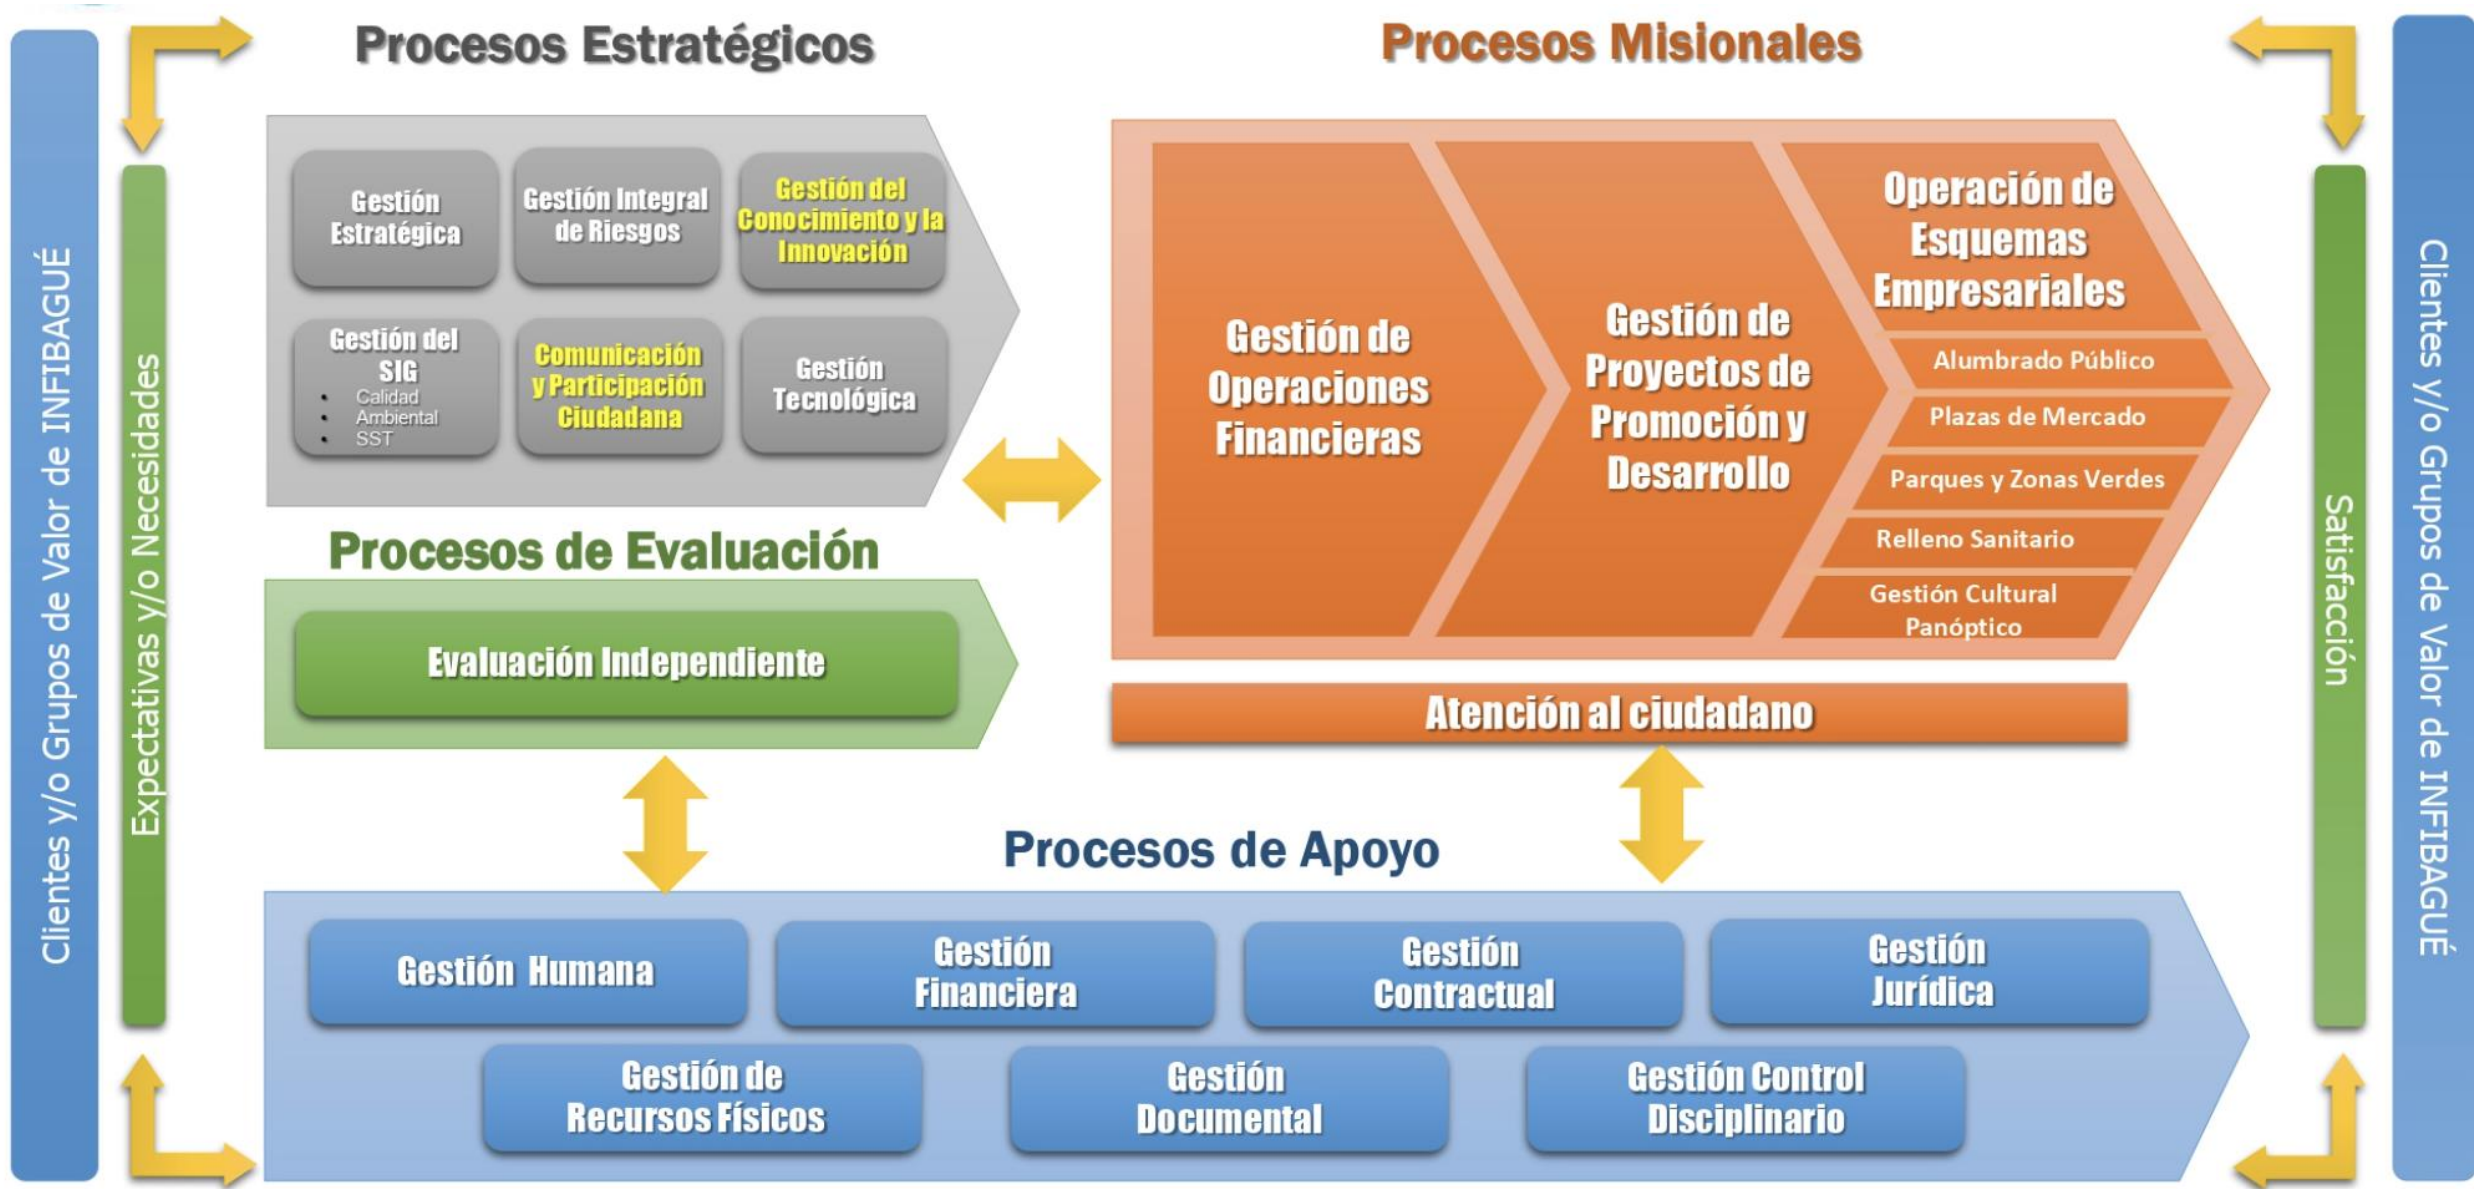 Clientes y/o Grupos de Valor de INFIBAGUÉ
Expectativas y/o Necesidades
Procesos Estratégicos
Gestión
Estratégica
Gestión Integral
de Riesgos
Gestión del
Conocimiento y la
Innovación
Gestión del
SIG
• Calidad
• Ambiental
• SST
Comunicación
y Participación
Ciudadana
Gestión
Tecnológica
Procesos de Evaluación
Evaluación Independiente
Procesos Misionales
Gestión de
Operaciones
Financieras
Gestión de
Proyectos de
Promoción y
Desarrollo
Operación de
Esquemas
Empresariales
Alumbrado Público
Plazas de Mercado
Parques y Zonas Verdes
Relleno Sanitario
Gestión Cultural
Panóptico
Atención al ciudadano
Procesos de Apoyo
Gestión Humana
Gestión
Financiera
Gestión
Contractual
Gestión
Jurídica
Gestión de
Recursos Físicos
Gestión
Documental
Gestión Control
Disciplinario
Satisfacción
Clientes y/o Grupos de Valor de INFIBAGUÉ